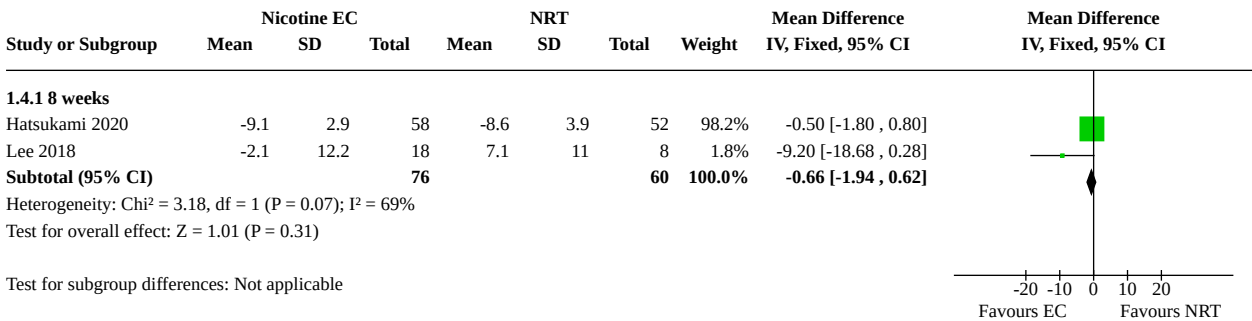 Nicotine EC NRT Mean Difference Mean Difference
Study or Subgroup Mean SD Total Mean SD Total Weight IV, Fixed, 95% CI IV, Fixed, 95% CI
1.4.1 8 weeks
Hatsukami 2020 -9.1 2.9 58 -8.6 3.9 52 98.2% -0.50 [-1.80 , 0.80]
Lee 2018 -2.1 12.2 18 7.1 11 8 1.8% -9.20 [-18.68 , 0.28]
Subtotal (95% CI) 76 60 100.0% -0.66 [-1.94 , 0.62]
Heterogeneity: Chi² = 3.18, df = 1 (P = 0.07); I² = 69%
Test for overall effect: Z = 1.01 (P = 0.31)
Test for subgroup differences: Not applicable
-20 -10 0 10 20
Favours EC Favours NRT